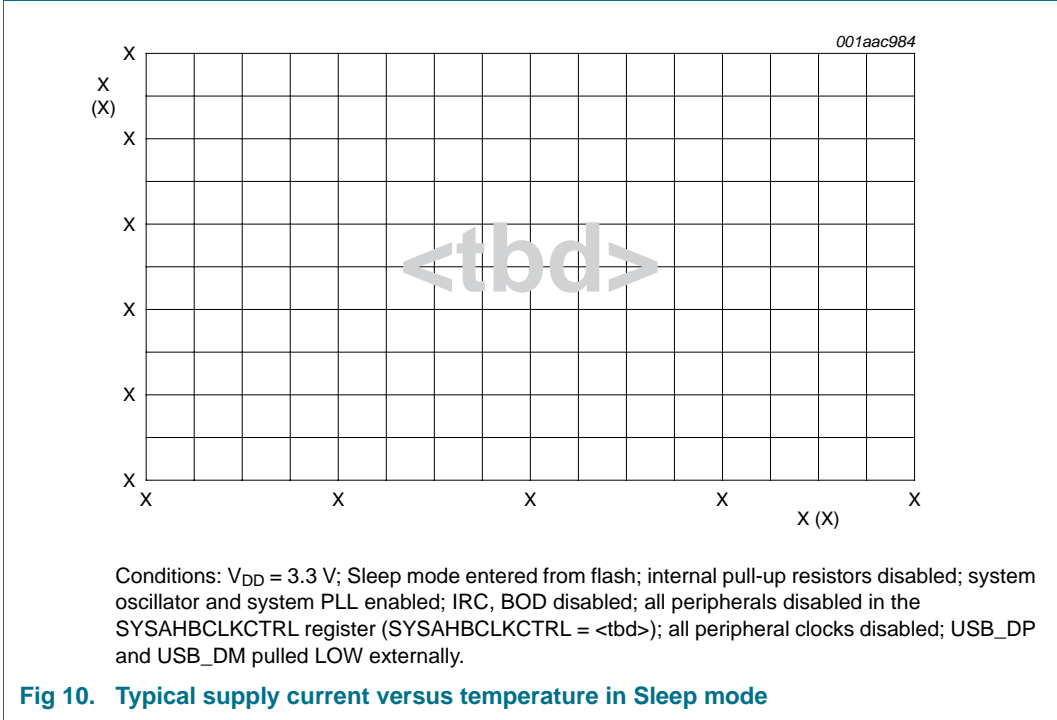 001aac984
X
X
(X)
X
X
<tbd>
X
X
X
X X X X X
X (X)
Conditions: VDD = 3.3 V; Sleep mode entered from flash; internal pull-up resistors disabled; system
oscillator and system PLL enabled; IRC, BOD disabled; all peripherals disabled in the
SYSAHBCLKCTRL register (SYSAHBCLKCTRL = <tbd>); all peripheral clocks disabled; USB_DP
and USB_DM pulled LOW externally.
Fig 10. Typical supply current versus temperature in Sleep mode